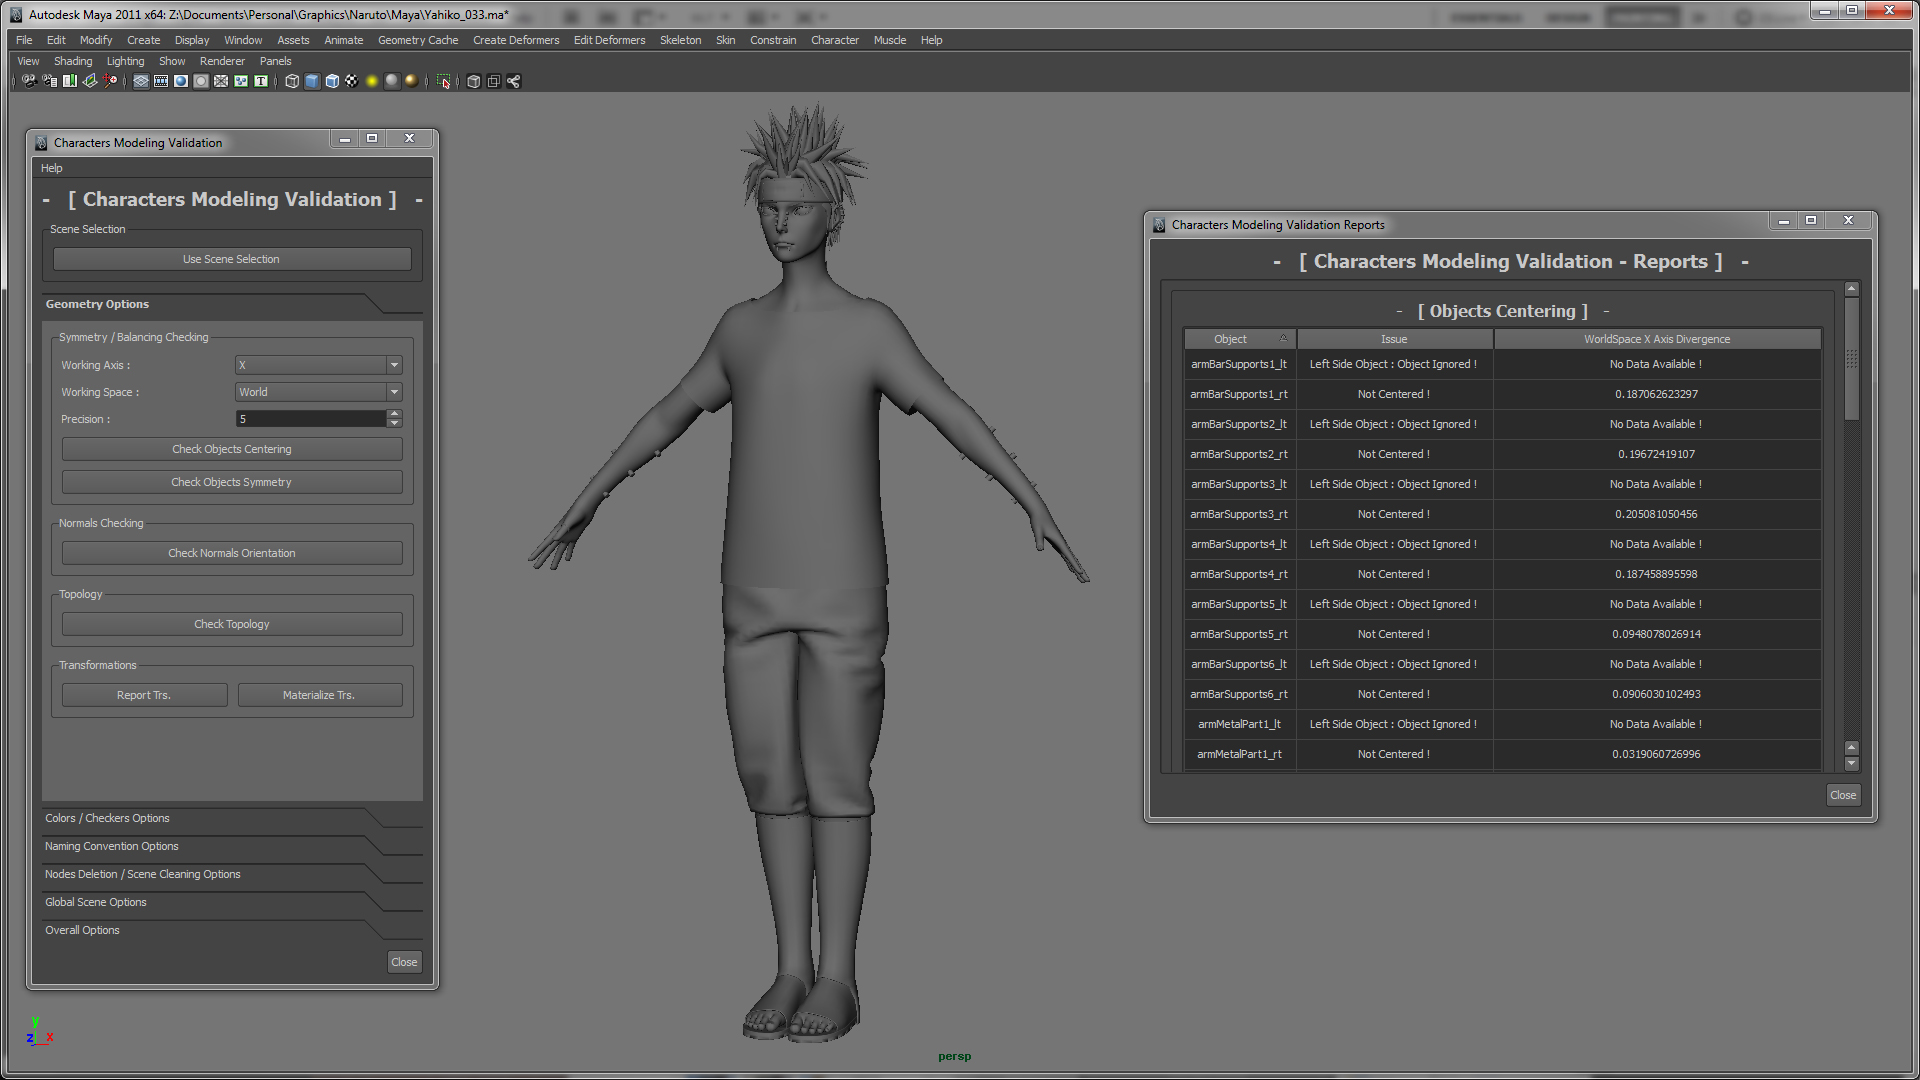 Autodesk Maya 2011 x64: Z:\Documents\Personal\Graphics\Naruto\Maya\Yahiko_033.ma*
File Edit Modify Create Display Window Assets Animate Geometry Cache Create Deformers Edit Deformers Skeleton Skin Constrain Character Muscle Help
View Shading Lighting Show Renderer Panels
Characters Modeling Validation
Help
- [ Characters Modeling Validation ] -
Scene Selection
Use Scene Selection
Geometry Options
Symmetry / Balancing Checking
Working Axis : X
Working Space : World
Precision : 5
Check Objects Centering
Check Objects Symmetry
Normals Checking
Check Normals Orientation
Topology
Check Topology
Transformations
Report Trs. Materialize Trs.
Colors / Checkers Options
Naming Convention Options
Nodes Deletion / Scene Cleaning Options
Global Scene Options
Overall Options
Close
Characters Modeling Validation Reports
- [ Characters Modeling Validation - Reports ] -
- [ Objects Centering ] -
Object Issue WorldSpace X Axis Divergence
armBarSupports1_lt Left Side Object : Object Ignored ! No Data Available !
armBarSupports1_rt Not Centered ! 0.187062623297
armBarSupports2_lt Left Side Object : Object Ignored ! No Data Available !
armBarSupports2_rt Not Centered ! 0.19672419107
armBarSupports3_lt Left Side Object : Object Ignored ! No Data Available !
armBarSupports3_rt Not Centered ! 0.205081050456
armBarSupports4_lt Left Side Object : Object Ignored ! No Data Available !
armBarSupports4_rt Not Centered ! 0.187458895598
armBarSupports5_lt Left Side Object : Object Ignored ! No Data Available !
armBarSupports5_rt Not Centered ! 0.0948078026914
armBarSupports6_lt Left Side Object : Object Ignored ! No Data Available !
armBarSupports6_rt Not Centered ! 0.0906030102493
armMetalPart1_lt Left Side Object : Object Ignored ! No Data Available !
armMetalPart1_rt Not Centered ! 0.0319060726996
Close
y
z x
persp